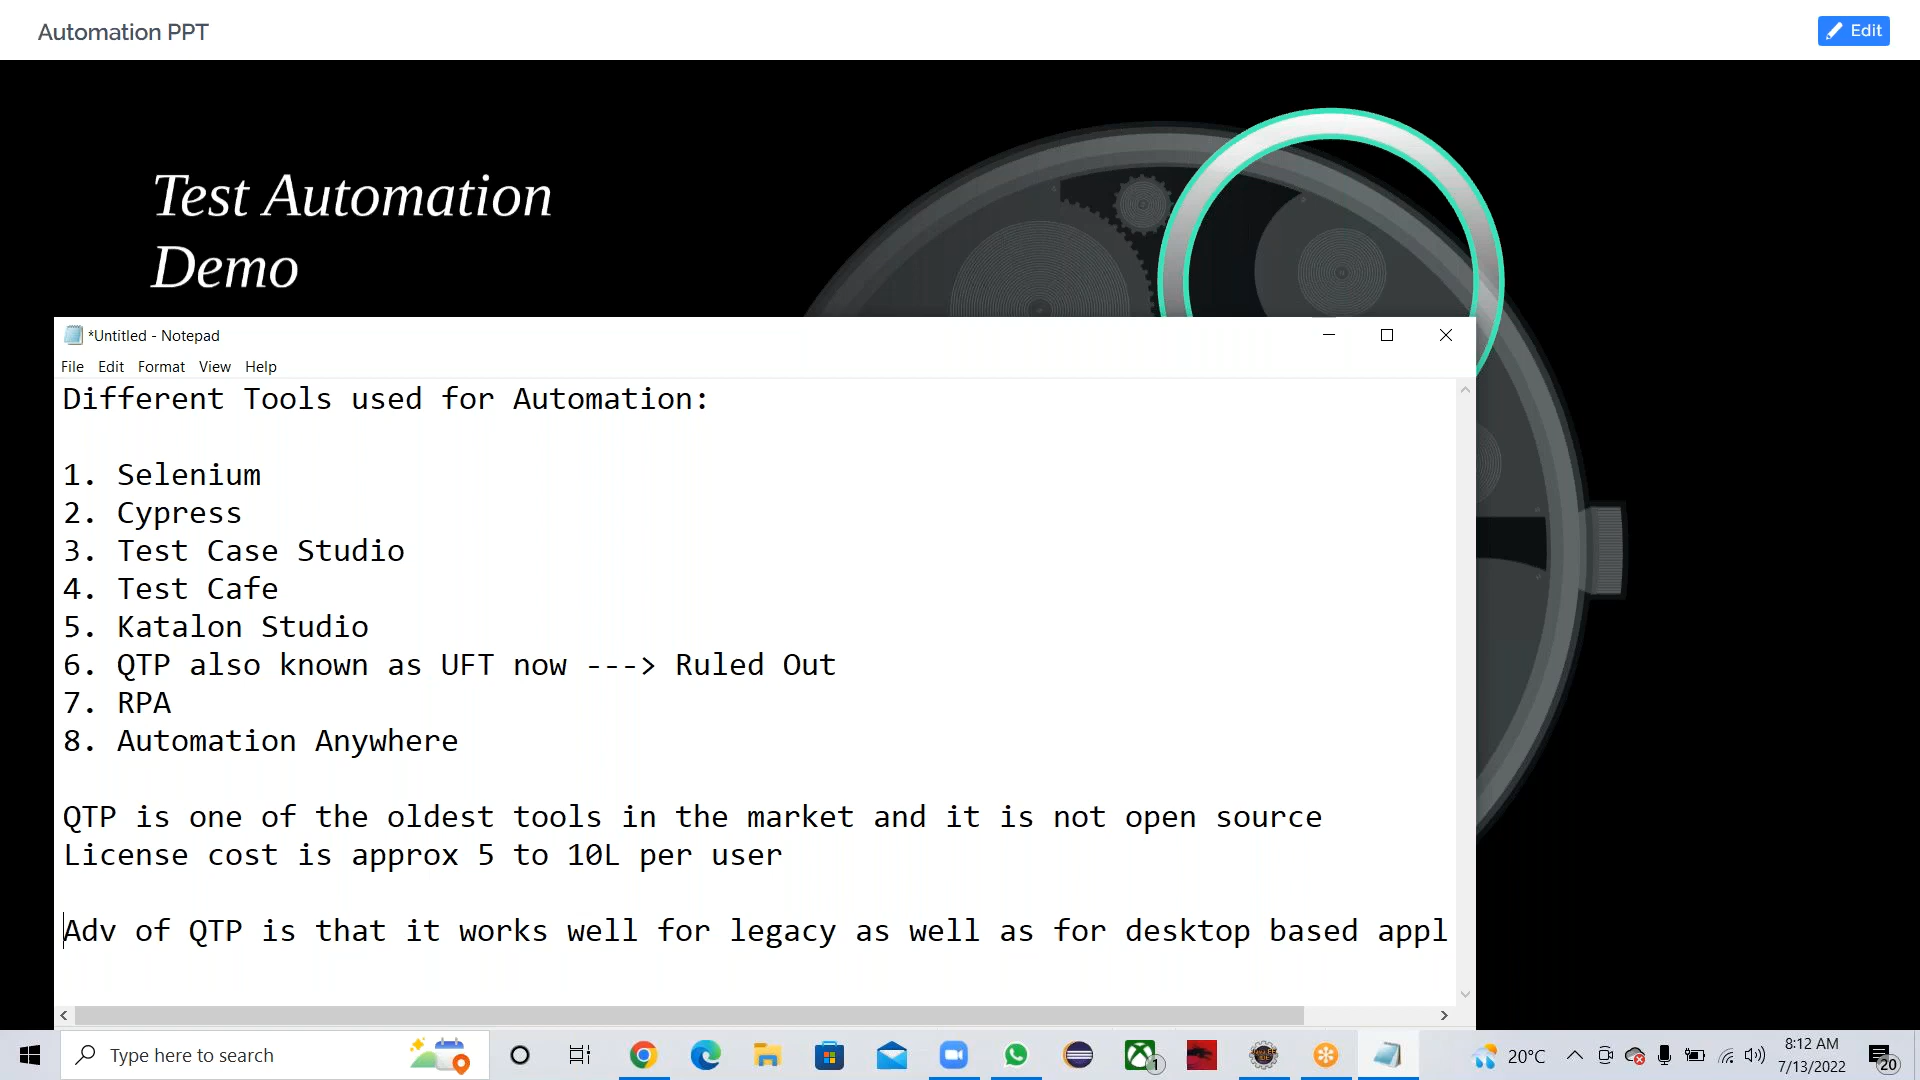 Automation PPT
Edit
Test Automation
Demo
*Untitled - Notepad
File Edit Format View Help
Different Tools used for Automation:
1. Selenium
2. Cypress
3. Test Case Studio
4. Test Cafe
5. Katalon Studio
6. QTP also known as UFT now ---> Ruled Out
7. RPA
8. Automation Anywhere
QTP is one of the oldest tools in the market and it is not open source
License cost is approx 5 to 10L per user
Adv of QTP is that it works well for legacy as well as for desktop based appl
Type here to search
1
20°C
8:12 AM
7/13/2022
20